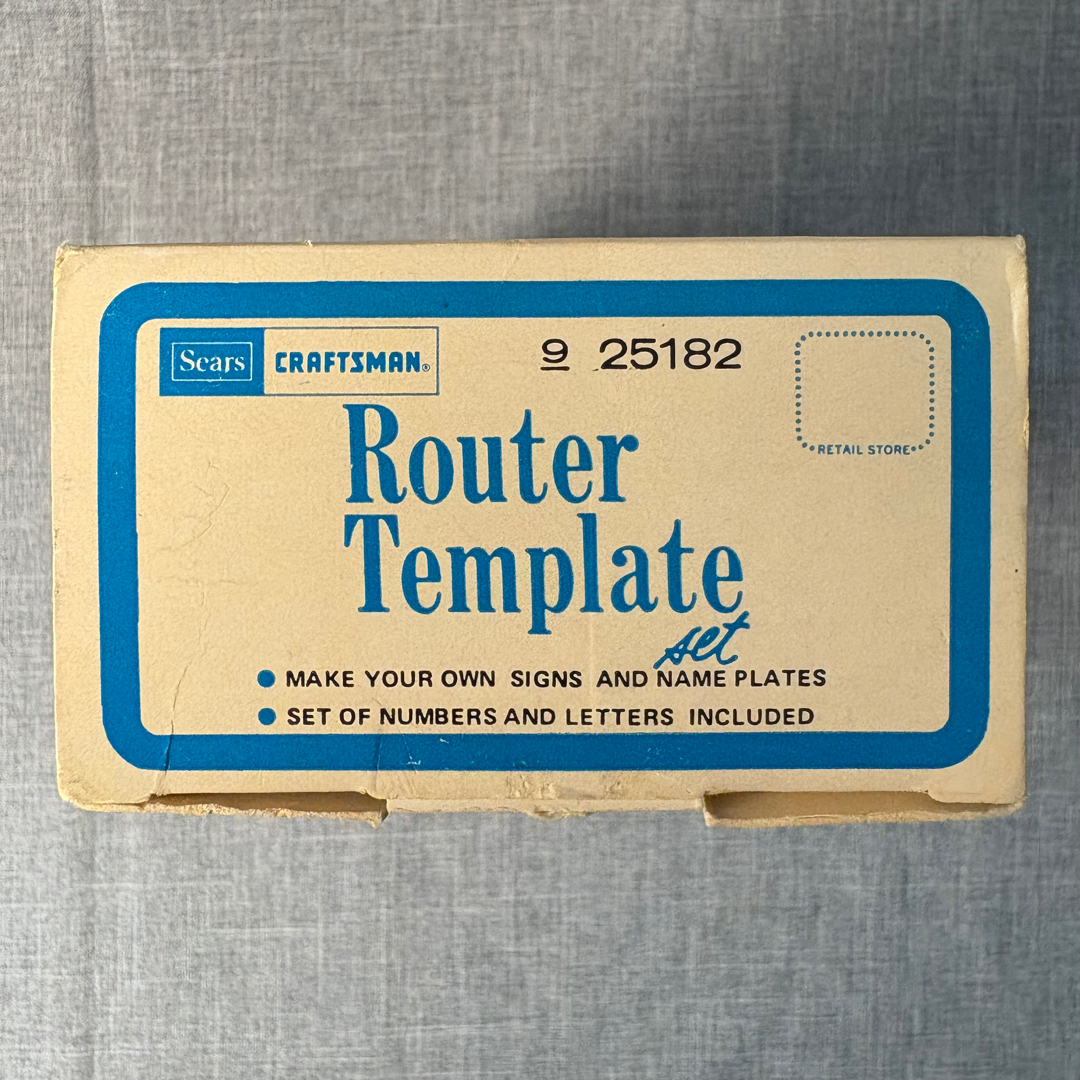 Sears CRAFTSMAN® 9 25182
RETAIL STORE
Router
Template
set
• MAKE YOUR OWN SIGNS AND NAME PLATES
• SET OF NUMBERS AND LETTERS INCLUDED